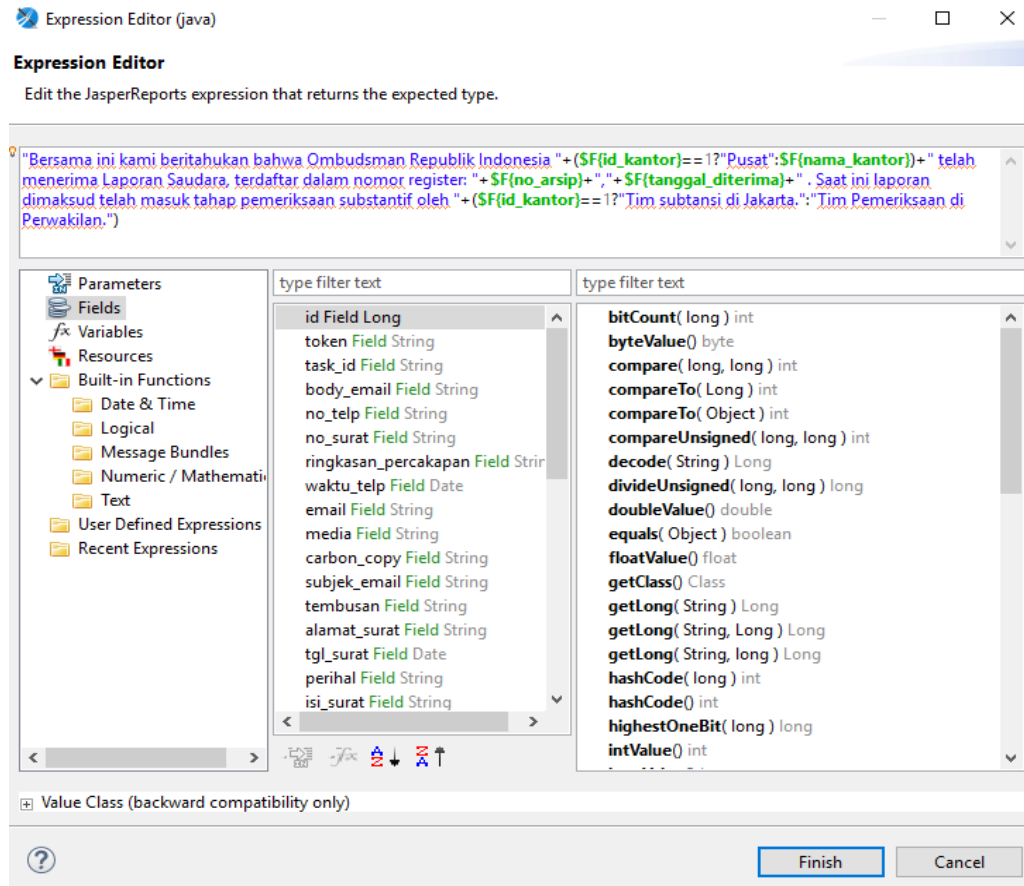 Expression Editor (java)
Expression Editor
Edit the JasperReports expression that returns the expected type.
"Bersama ini kami beritahukan bahwa Ombudsman Republik Indonesia "+($F{id_kantor}==1?"Pusat":$F{nama_kantor})+" telah
menerima Laporan Saudara, terdaftar dalam nomor register: "+$F{no_arsip}+","+$F{tanggal_diterima}+" . Saat ini laporan
dimaksud telah masuk tahap pemeriksaan substantif oleh "+($F{id_kantor}==1?"Tim subtansi di Jakarta.":"Tim Pemeriksaan di
Perwakilan.")
Parameters
Fields
fx Variables
Resources
Built-in Functions
Date & Time
Logical
Message Bundles
Numeric / Mathemati
Text
User Defined Expressions
Recent Expressions
type filter text
id Field Long
token Field String
task_id Field String
body_email Field String
no_telp Field String
no_surat Field String
ringkasan_percakapan Field Strin
waktu_telp Field Date
email Field String
media Field String
carbon_copy Field String
subjek_email Field String
tembusan Field String
alamat_surat Field String
tgl_surat Field Date
perihal Field String
isi_surat Field String
type filter text
bitCount( long ) int
byteValue() byte
compare( long, long ) int
compareTo( Long ) int
compareTo( Object ) int
compareUnsigned( long, long ) int
decode( String ) Long
divideUnsigned( long, long ) long
doubleValue() double
equals( Object ) boolean
floatValue() float
getClass() Class
getLong( String ) Long
getLong( String, Long ) Long
getLong( String, long ) Long
hashCode( long ) int
hashCode() int
highestOneBit( long ) long
intValue() int
Value Class (backward compatibility only)
Finish
Cancel